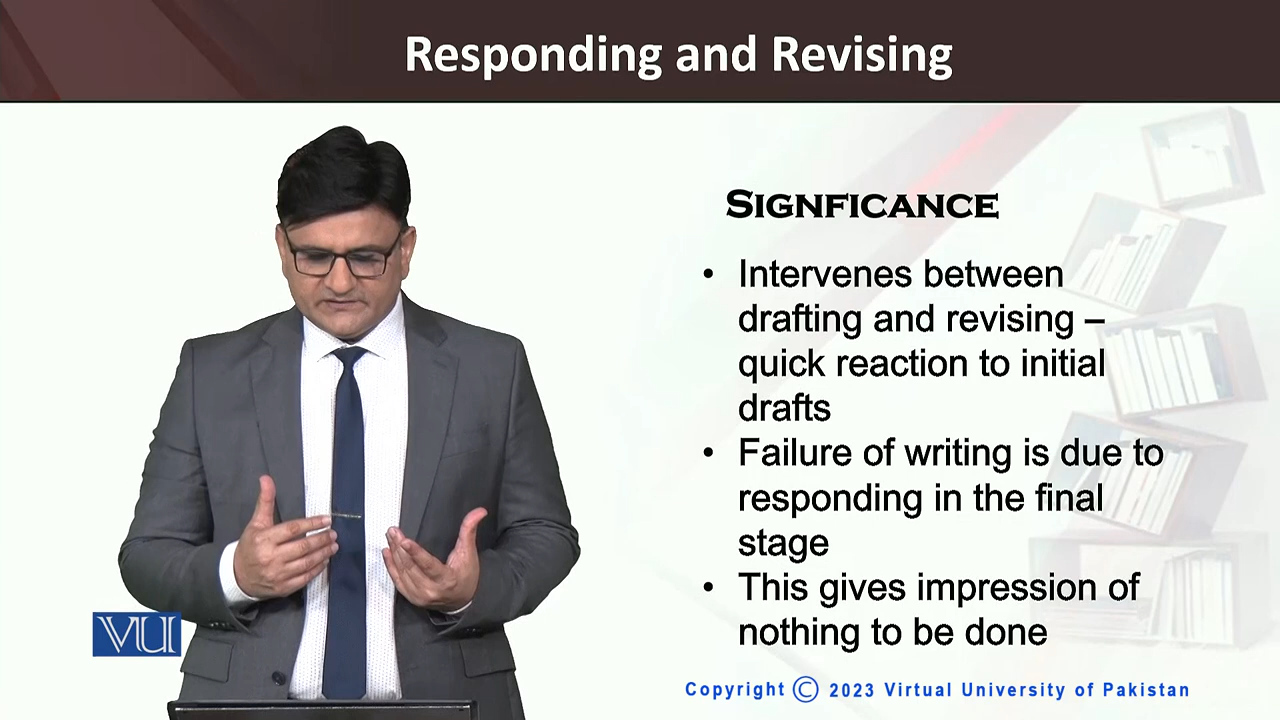 Responding and Revising
SIGNFICANCE
• Intervenes between
drafting and revising –
quick reaction to initial
drafts
• Failure of writing is due to
responding in the final
stage
• This gives impression of
nothing to be done
VU
Copyright © 2023 Virtual University of Pakistan